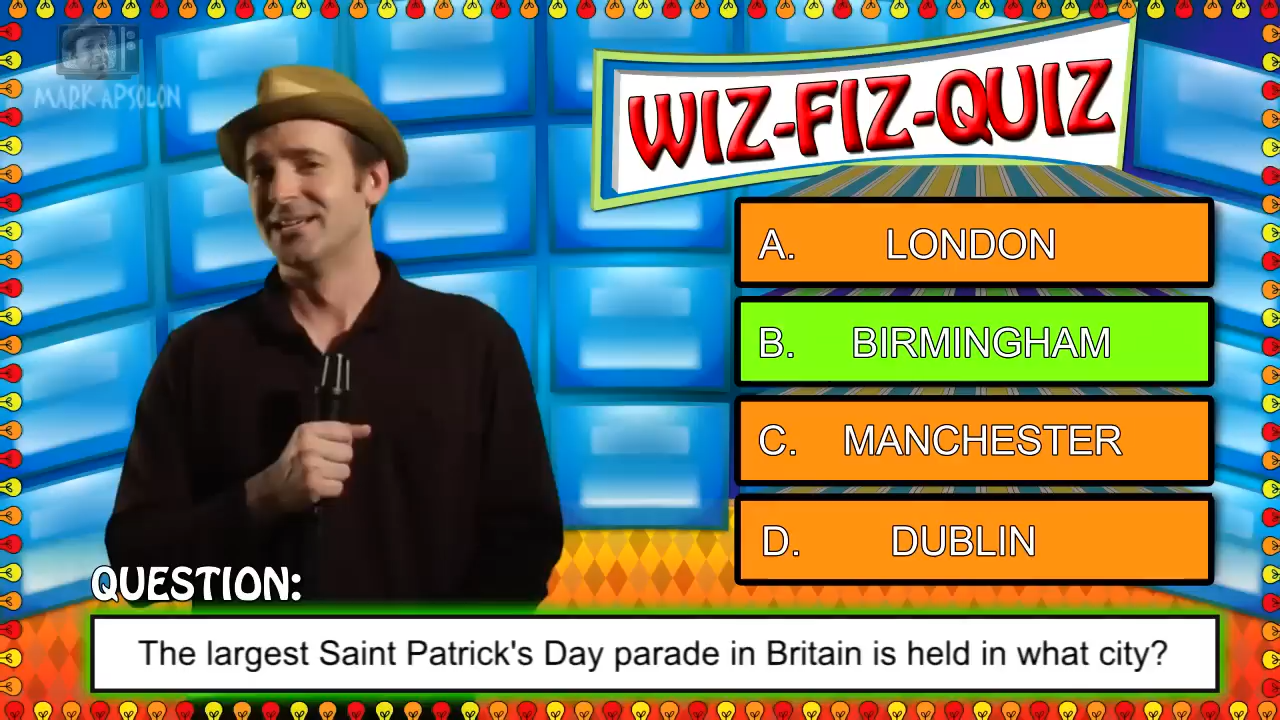 MARK APSOLON
WIZ-FIZ-QUIZ
A. LONDON
B. BIRMINGHAM
C. MANCHESTER
D. DUBLIN
QUESTION:
The largest Saint Patrick's Day parade in Britain is held in what city?